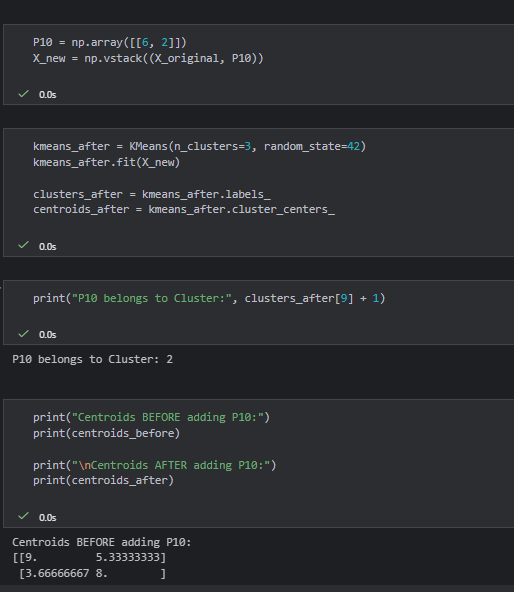 P10 = np.array([[6, 2]])
X_new = np.vstack((X_original, P10))
0.0s
kmeans_after = KMeans(n_clusters=3, random_state=42)
kmeans_after.fit(X_new)
clusters_after = kmeans_after.labels_
centroids_after = kmeans_after.cluster_centers_
0.0s
print("P10 belongs to Cluster:", clusters_after[9] + 1)
0.0s
P10 belongs to Cluster: 2
print("Centroids BEFORE adding P10:")
print(centroids_before)
print("\nCentroids AFTER adding P10:")
print(centroids_after)
0.0s
Centroids BEFORE adding P10:
[[9.         5.33333333]
 [3.66666667 8.        ]